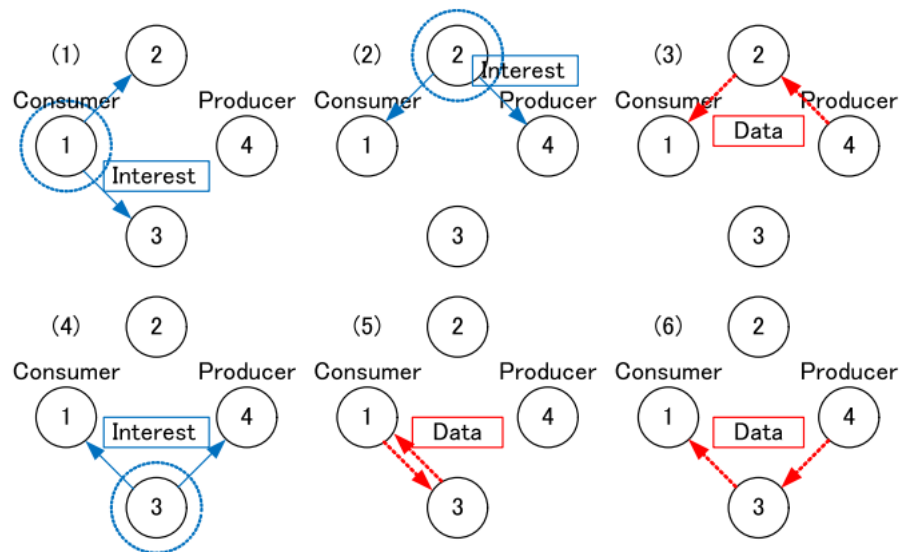 (1)
2
Consumer
Producer
1
4
Interest
3
(2)
2
Interest
Consumer
Producer
1
4
3
(3)
2
Consumer
Producer
1
Data
4
3
(4)
2
Consumer
Producer
1
Interest
4
3
(5)
2
Consumer
Producer
1
Data
4
3
(6)
2
Consumer
Producer
1
Data
4
3